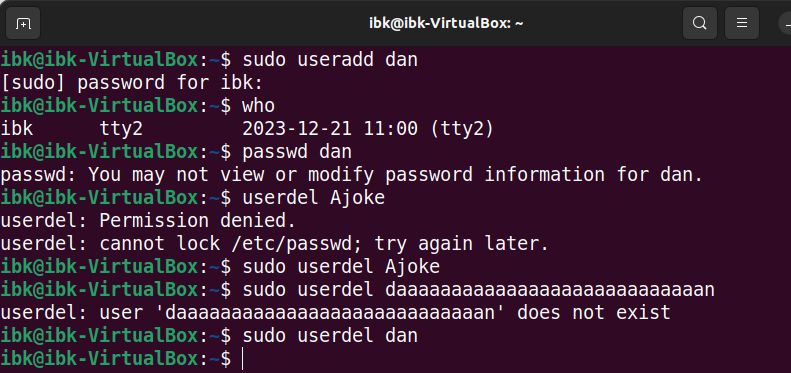 ibk@ibk-VirtualBox: ~
ibk@ibk-VirtualBox:~$ sudo useradd dan
[sudo] password for ibk:
ibk@ibk-VirtualBox:~$ who
ibk      tty2         2023-12-21 11:00 (tty2)
ibk@ibk-VirtualBox:~$ passwd dan
passwd: You may not view or modify password information for dan.
ibk@ibk-VirtualBox:~$ userdel Ajoke
userdel: Permission denied.
userdel: cannot lock /etc/passwd; try again later.
ibk@ibk-VirtualBox:~$ sudo userdel Ajoke
ibk@ibk-VirtualBox:~$ sudo userdel daaaaaaaaaaaaaaaaaaaaaaaaaaaan
userdel: user 'daaaaaaaaaaaaaaaaaaaaaaaaaaaan' does not exist
ibk@ibk-VirtualBox:~$ sudo userdel dan
ibk@ibk-VirtualBox:~$